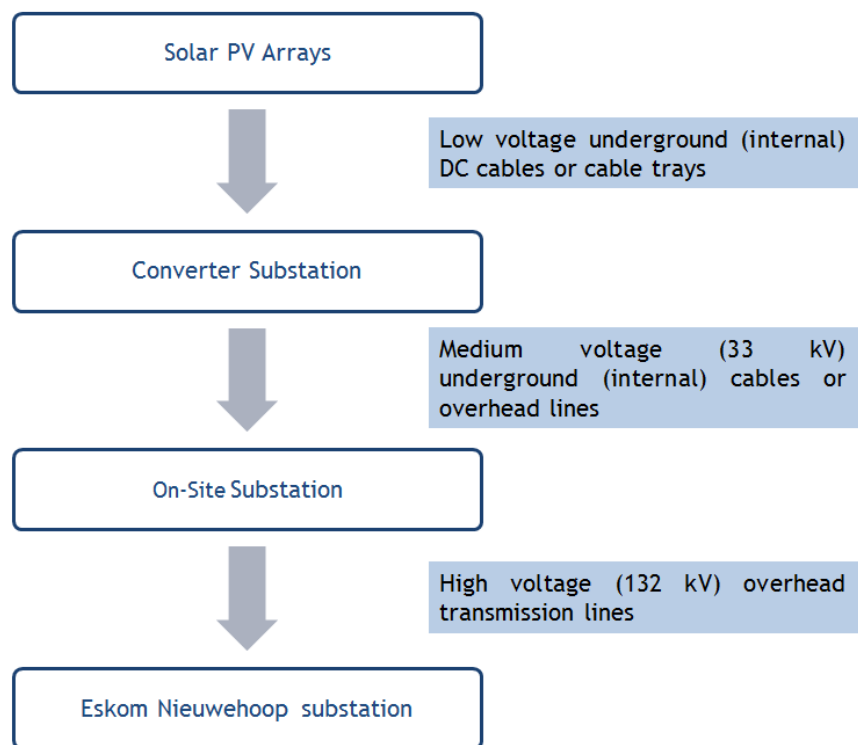 Solar PV Arrays
Low voltage underground (internal)
DC cables or cable trays
Converter Substation
Medium voltage (33 kV)
underground (internal) cables or
overhead lines
On-Site Substation
High voltage (132 kV) overhead
transmission lines
Eskom Nieuwehoop substation